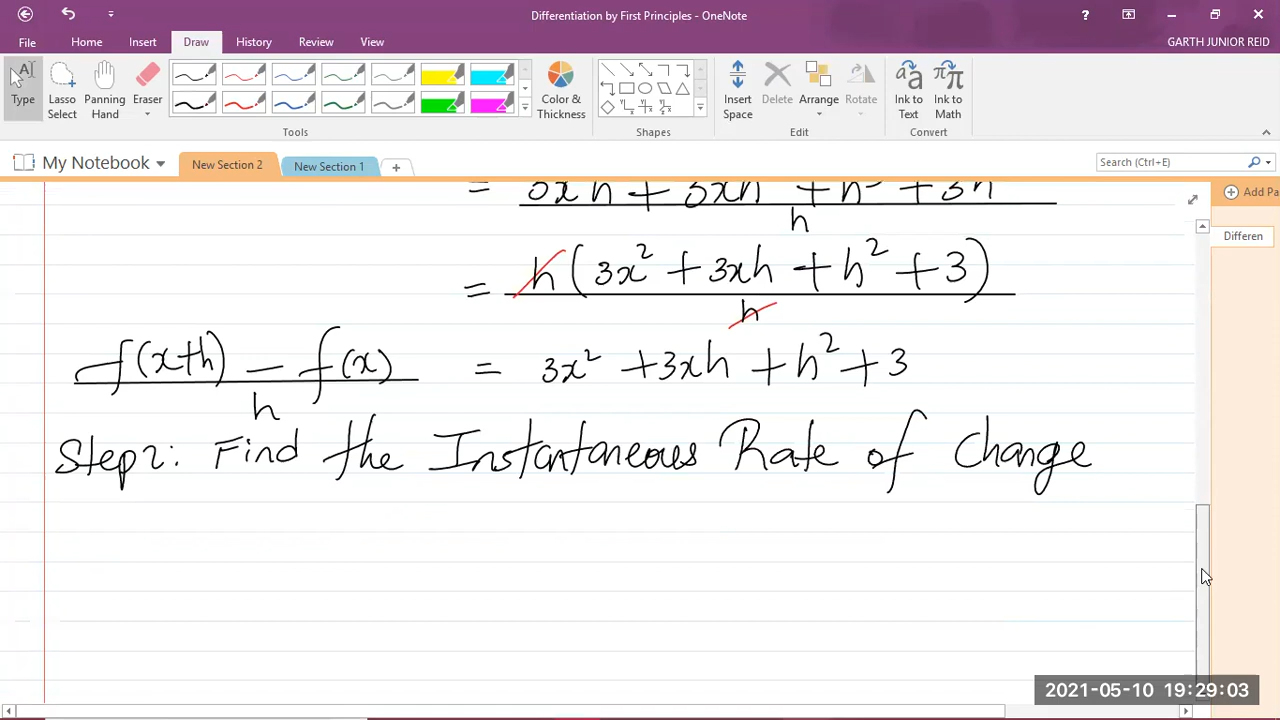 Differentiation by First Principles - OneNote
File Home Insert Draw History Review View
GARTH JUNIOR REID
Type
Lasso Select
Panning Hand
Eraser
Color & Thickness
Insert Space
Delete
Arrange
Rotate
Ink to Text
Ink to Math
Tools
Shapes
Edit
Convert
My Notebook
New Section 2
New Section 1
Search (Ctrl+E)
Add Pa
Differen
h
= h(3x² + 3xh + h² + 3)
h
f(x+h) - f(x) = 3x² + 3xh + h² + 3
h
Step 2: Find the Instantaneous Rate of Change
2021-05-10 19:29:03